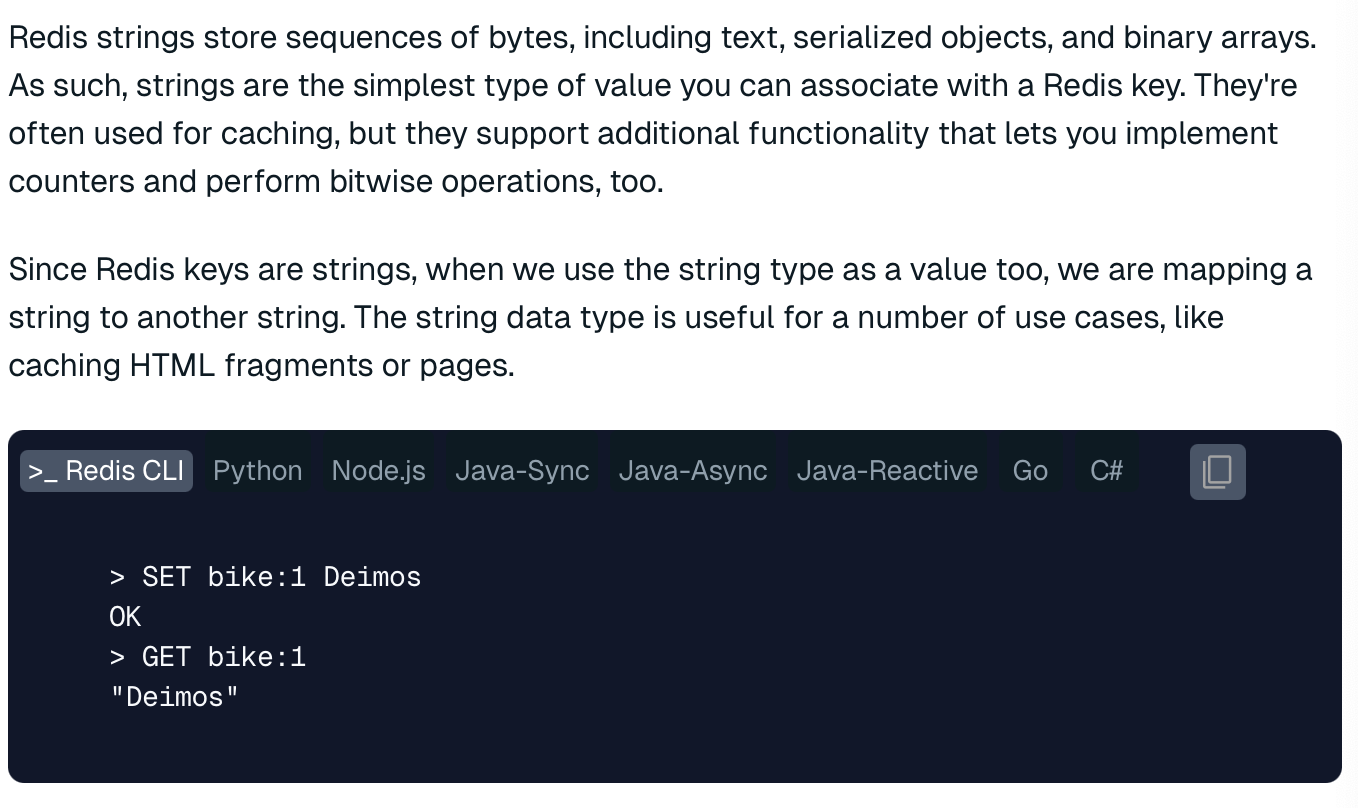 Redis strings store sequences of bytes, including text, serialized objects, and binary arrays.
As such, strings are the simplest type of value you can associate with a Redis key. They're
often used for caching, but they support additional functionality that lets you implement
counters and perform bitwise operations, too.
Since Redis keys are strings, when we use the string type as a value too, we are mapping a
string to another string. The string data type is useful for a number of use cases, like
caching HTML fragments or pages.
>_ Redis CLI Python Node.js Java-Sync Java-Async Java-Reactive Go C#
> SET bike:1 Deimos
OK
> GET bike:1
"Deimos"